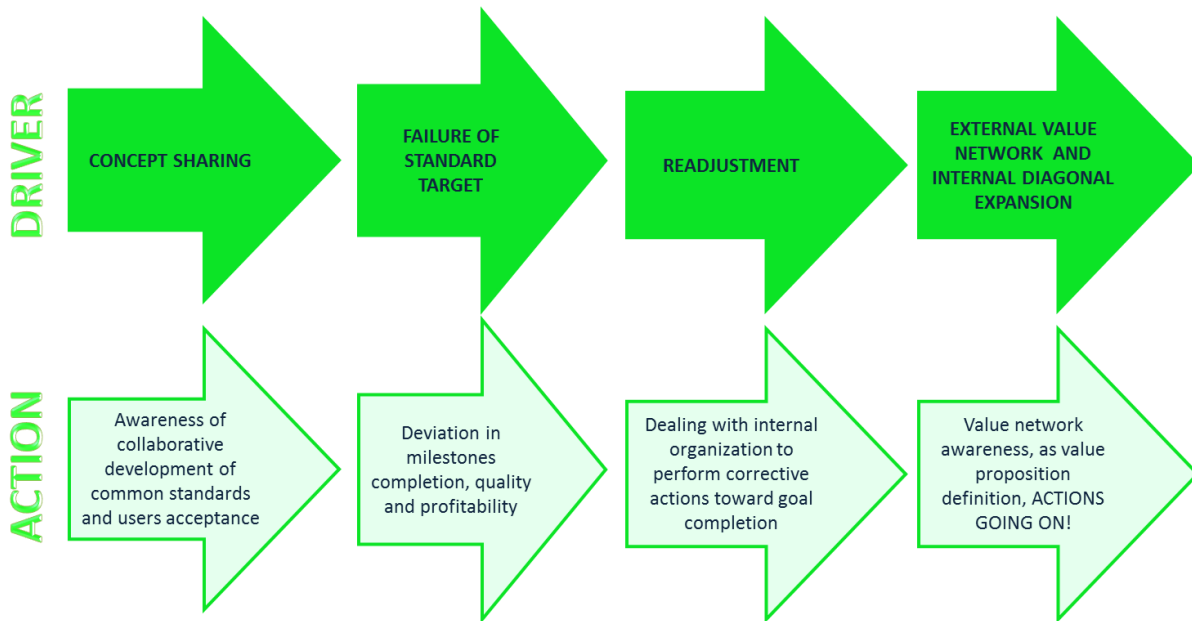 DRIVER
CONCEPT SHARING
FAILURE OF
STANDARD
TARGET
READJUSTMENT
EXTERNAL VALUE
NETWORK AND
INTERNAL DIAGONAL
EXPANSION
ACTION
Awareness of
collaborative
development of
common standards
and users acceptance
Deviation in
milestones
completion, quality
and profitability
Dealing with internal
organization to
perform corrective
actions toward goal
completion
Value network
awareness, as value
proposition
definition, ACTIONS
GOING ON!